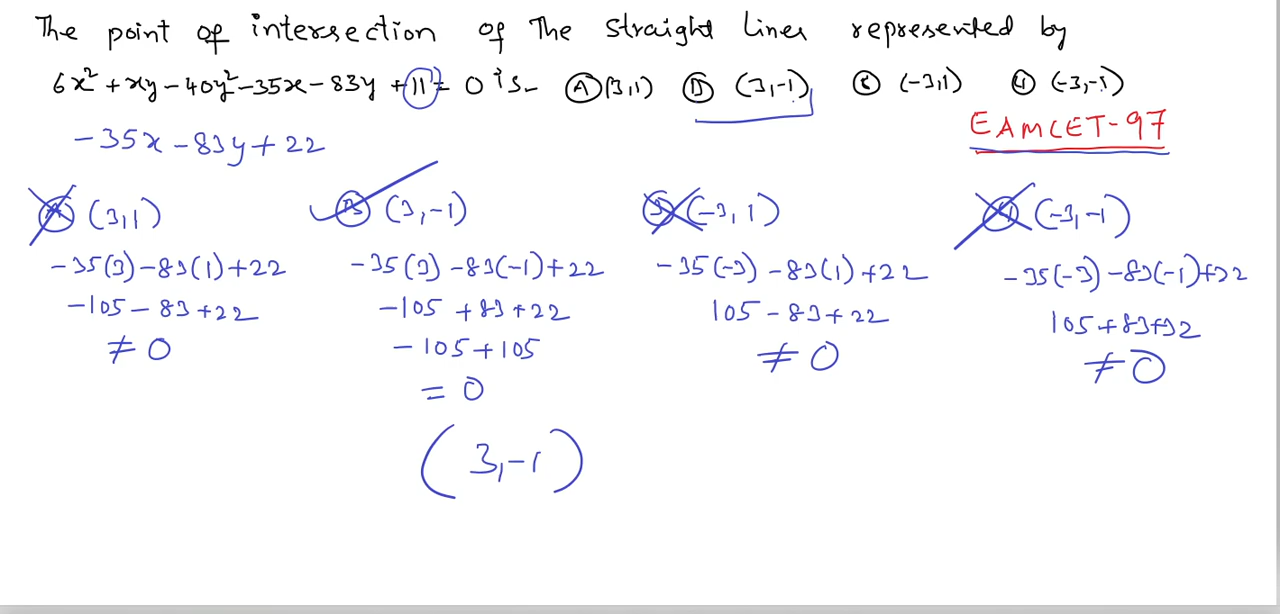 The point of intersection of The straight Lines represented by
6x² + xy - 40y² - 35x - 83y + 11 = 0 is - Ⓐ (3,1) Ⓑ (3,-1) Ⓒ (-3,1) ④ (-3,-1)
EAMCET-97
-35x - 83y + 22
Ⓐ (3,1) Ⓑ (3,-1) (-3, 1) ④ (-3,-1)
-35(3) - 83(1) + 22 -35(3) - 83(-1) + 22 -35(-3) - 83(1) + 22 -35(-3) - 83(-1) + 22
-105 - 83 + 22 -105 + 83 + 22 105 - 83 + 22 105 + 83 + 22
≠ 0 -105 + 105 ≠ 0 ≠ 0
= 0
(3, -1)